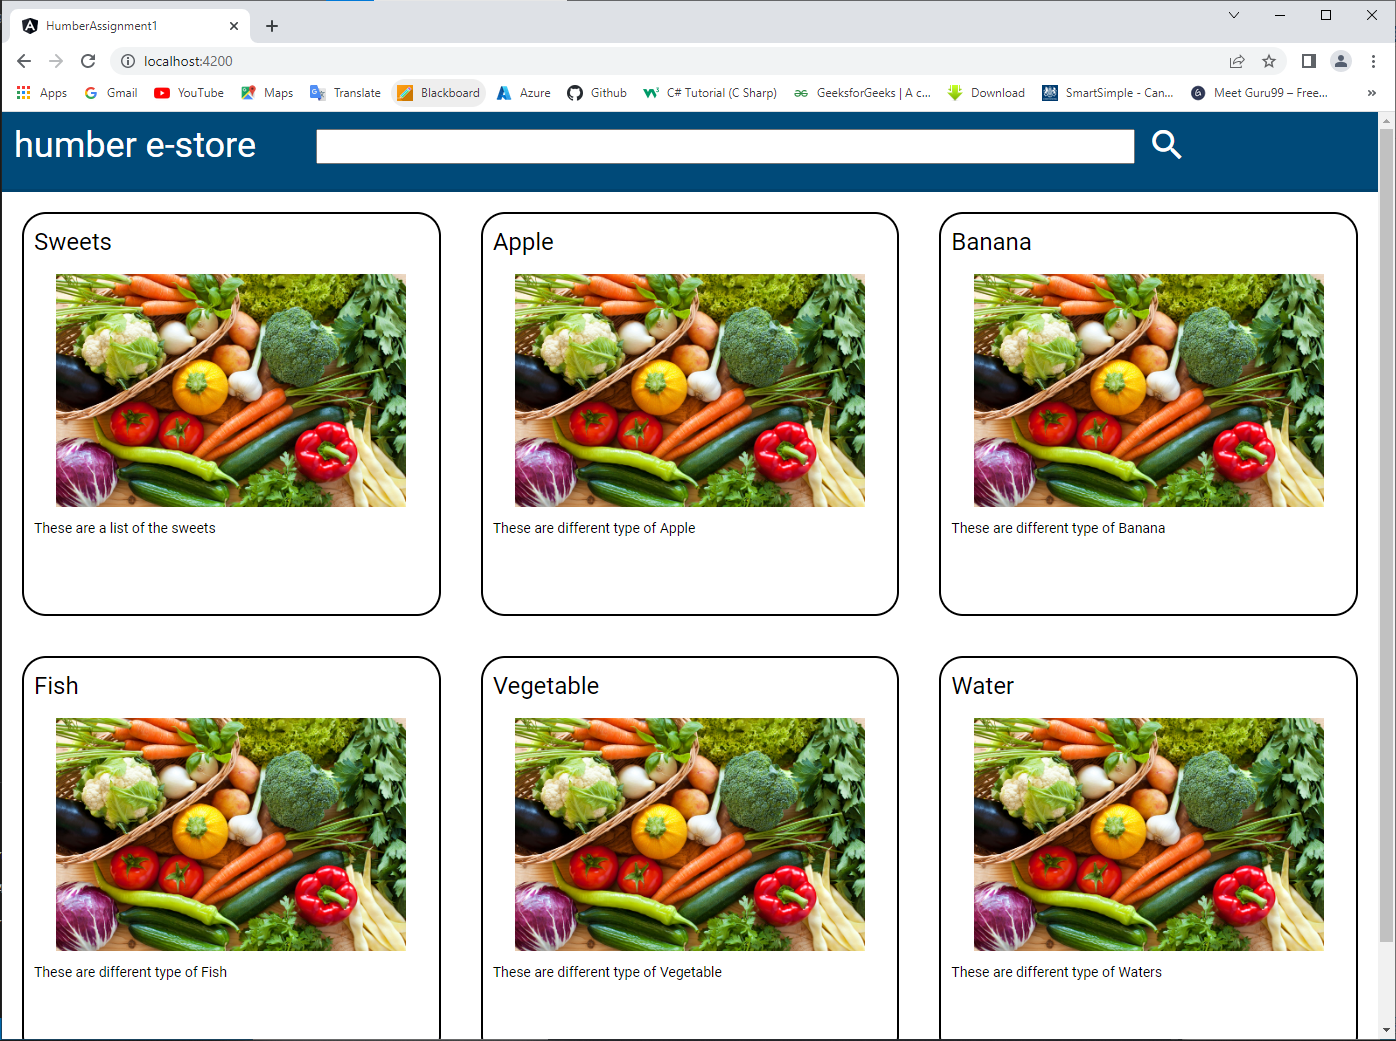 HumberAssignment1
localhost:4200
Apps Gmail YouTube Maps Translate Blackboard Azure Github C# Tutorial (C Sharp) GeeksforGeeks | A c... Download SmartSimple - Can... Meet Guru99 – Free...
humber e-store
Sweets Apple Banana
These are a list of the sweets These are different type of Apple These are different type of Banana
Fish Vegetable Water
These are different type of Fish These are different type of Vegetable These are different type of Waters